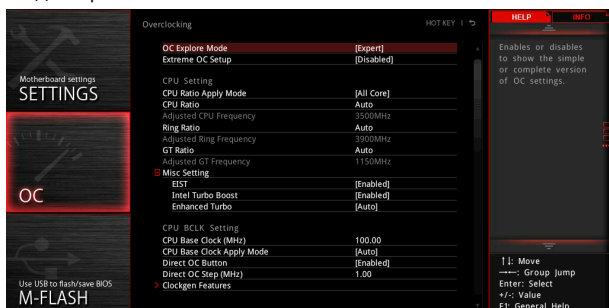 Motherboard settings
SETTINGS
OC
Use USB to flash/save BIOS
M-FLASH
Overclocking
HOT KEY
OC Explore Mode [Expert]
Extreme OC Setup [Disabled]
CPU Setting
CPU Ratio Apply Mode [All Core]
CPU Ratio Auto
Adjusted CPU Frequency 3500MHz
Ring Ratio Auto
Adjusted Ring Frequency 3900MHz
GT Ratio Auto
Adjusted GT Frequency 1150MHz
Misc Setting
EIST [Enabled]
Intel Turbo Boost [Enabled]
Enhanced Turbo [Auto]
CPU BCLK Setting
CPU Base Clock (MHz) 100.00
CPU Base Clock Apply Mode [Auto]
Direct OC Button [Enabled]
Direct OC Step (MHz) 1.00
> Clockgen Features
HELP
INFO
Enables or disables
to show the simple
or complete version
of OC settings.
↑↓: Move
→←: Group Jump
Enter: Select
+/-: Value
F1: General Help